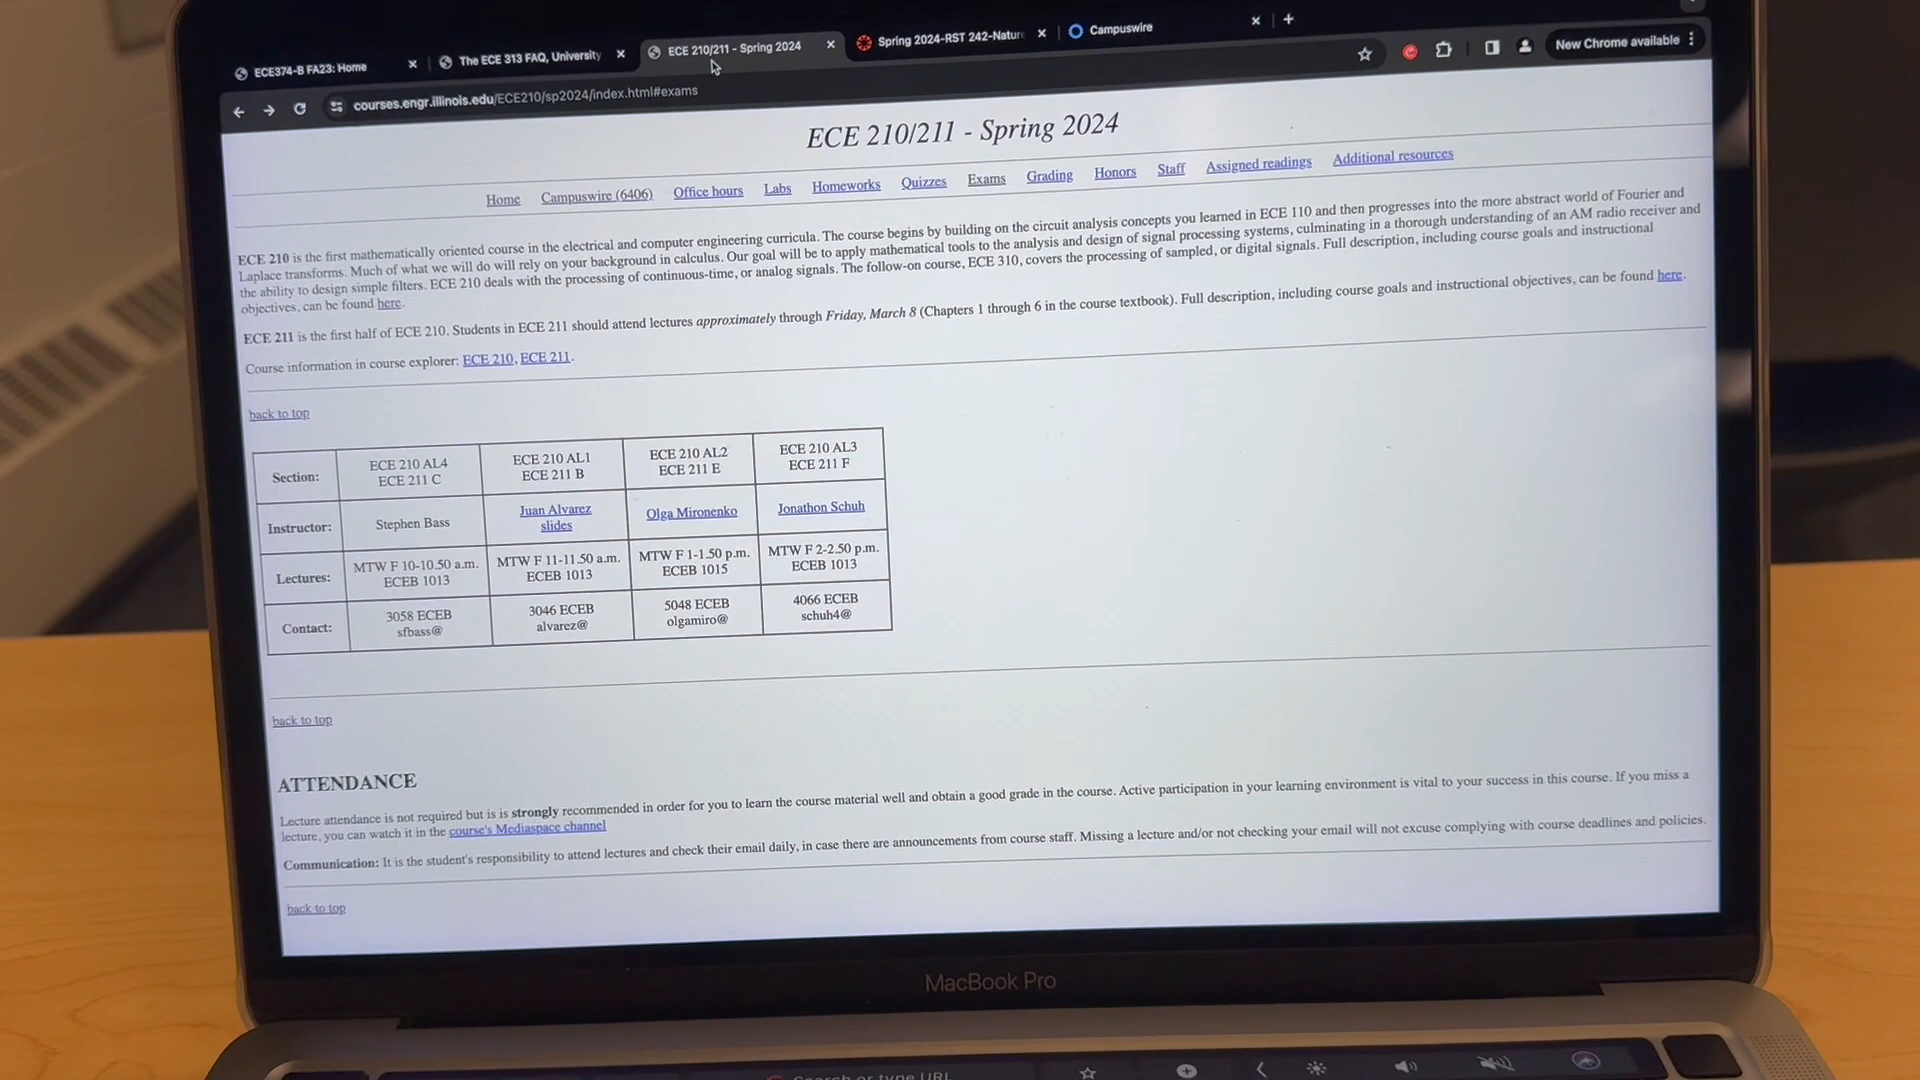 ECE374-B FA23: Home
The ECE 313 FAQ, University
ECE 210/211 - Spring 2024
Spring 2024-RST 242-Nature
Campuswire
courses.engr.illinois.edu/ECE210/sp2024/index.html#exams
New Chrome available
ECE 210/211 - Spring 2024
Home Campuswire (6406) Office hours Labs Homeworks Quizzes Exams Grading Honors Staff Assigned readings Additional resources
ECE 210 is the first mathematically oriented course in the electrical and computer engineering curricula. The course begins by building on the circuit analysis concepts you learned in ECE 110 and then progresses into the more abstract world of Fourier and
Laplace transforms. Much of what we will do will rely on your background in calculus. Our goal will be to apply mathematical tools to the analysis and design of signal processing systems, culminating in a thorough understanding of an AM radio receiver and
the ability to design simple filters. ECE 210 deals with the processing of continuous-time, or analog signals. The follow-on course, ECE 310, covers the processing of sampled, or digital signals. Full description, including course goals and instructional
objectives, can be found here.
ECE 211 is the first half of ECE 210. Students in ECE 211 should attend lectures approximately through Friday, March 8 (Chapters 1 through 6 in the course textbook). Full description, including course goals and instructional objectives, can be found here.
Course information in course explorer: ECE 210, ECE 211.
back to top
Section: ECE 210 AL4 ECE 210 AL1 ECE 210 AL2 ECE 210 AL3
ECE 211 C ECE 211 B ECE 211 E ECE 211 F
Instructor: Stephen Bass Juan Alvarez Olga Mironenko Jonathon Schuh
slides
Lectures: MTW F 10-10.50 a.m. MTW F 11-11.50 a.m. MTW F 1-1.50 p.m. MTW F 2-2.50 p.m.
ECEB 1013 ECEB 1013 ECEB 1015 ECEB 1013
Contact: 3058 ECEB 3046 ECEB 5048 ECEB 4066 ECEB
sfbass@ alvarez@ olgamiro@ schuh4@
back to top
ATTENDANCE
Lecture attendance is not required but is is strongly recommended in order for you to learn the course material well and obtain a good grade in the course. Active participation in your learning environment is vital to your success in this course. If you miss a
lecture, you can watch it in the course's Mediaspace channel
Communication: It is the student's responsibility to attend lectures and check their email daily, in case there are announcements from course staff. Missing a lecture and/or not checking your email will not excuse complying with course deadlines and policies.
back to top
MacBook Pro
Search or type URL